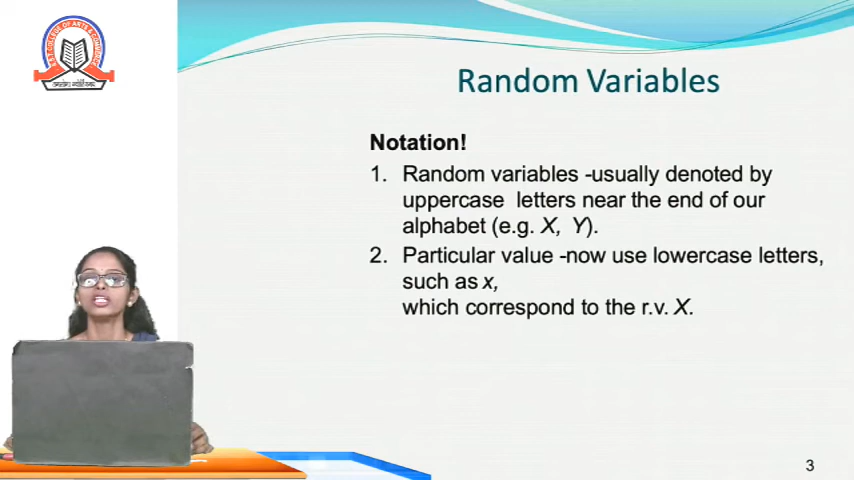 Random Variables
Notation!
1. Random variables -usually denoted by
uppercase letters near the end of our
alphabet (e.g. X, Y).
2. Particular value -now use lowercase letters,
such as x,
which correspond to the r.v. X.
3